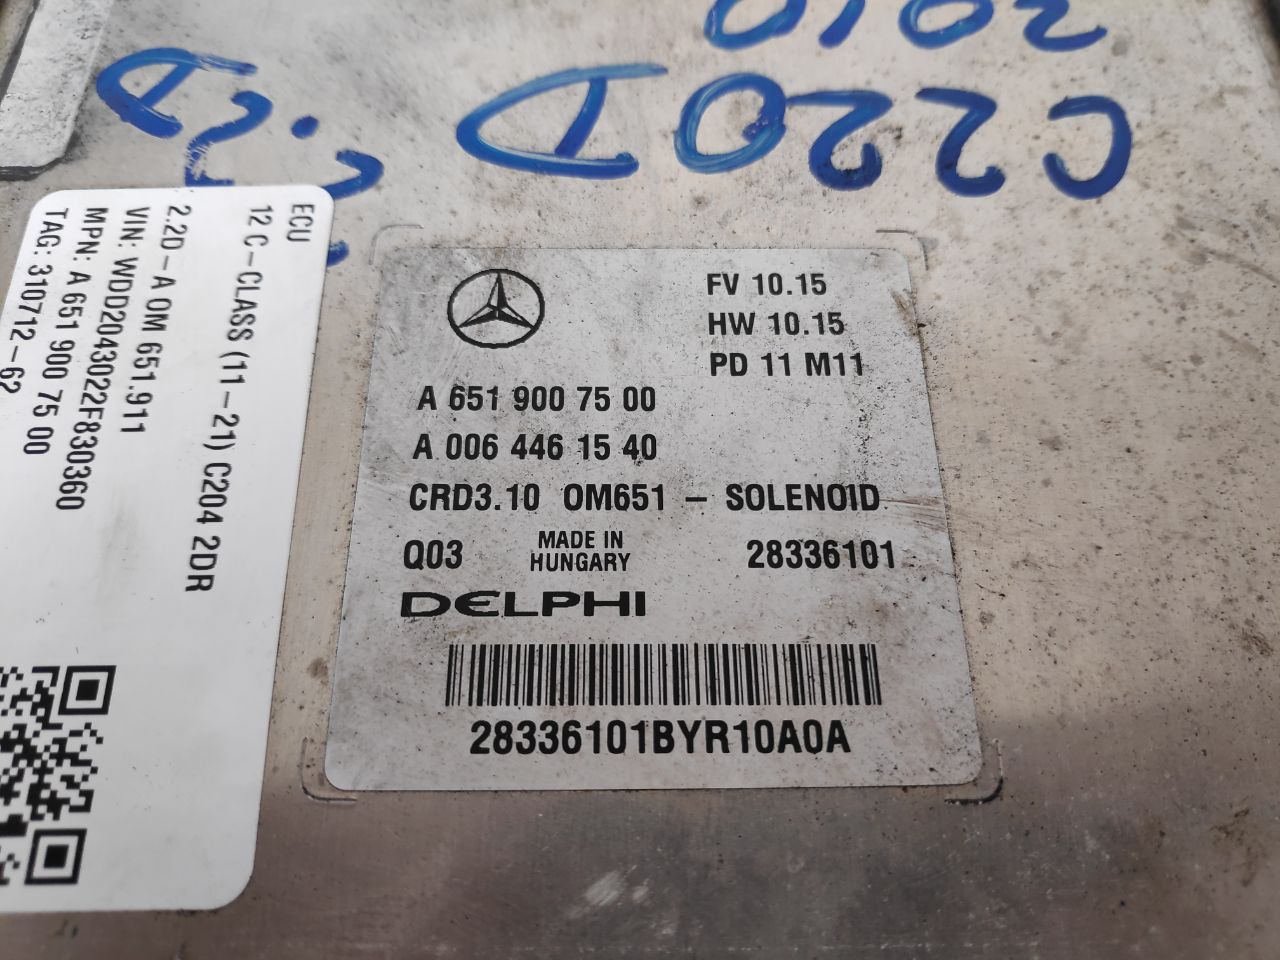 2010
C220D
ECU
12 C-CLASS (11-21) C204 2DR
2.2D-A OM 651.911
VIN: WDD2043022F830360
MPN: A 651 900 75 00
TAG: 310712-62
FV 10.15
HW 10.15
PD 11 M11
A 651 900 75 00
A 006 446 15 40
CRD3.10 OM651 - SOLENOID
Q03 MADE IN HUNGARY 28336101
DELPHI
28336101BYR10A0A